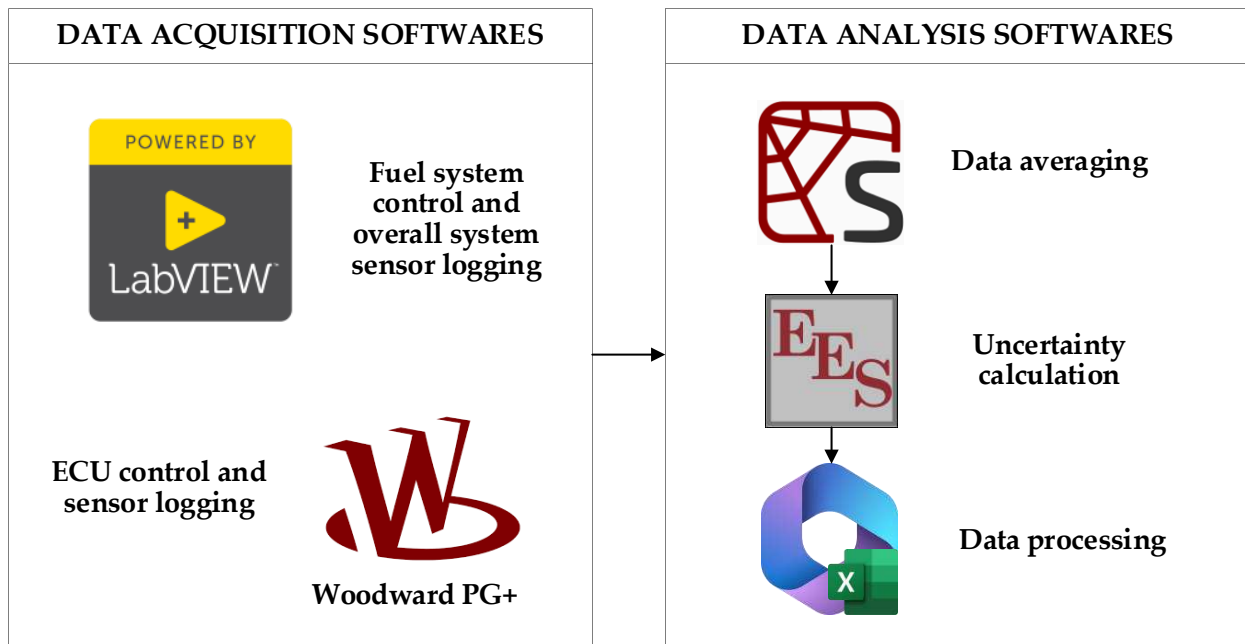 DATA ACQUISITION SOFTWARES
POWERED BY
LabVIEW™
Fuel system
control and
overall system
sensor logging
ECU control and
sensor logging
W
Woodward PG+
DATA ANALYSIS SOFTWARES
S
Data averaging
EES
Uncertainty
calculation
X
Data processing